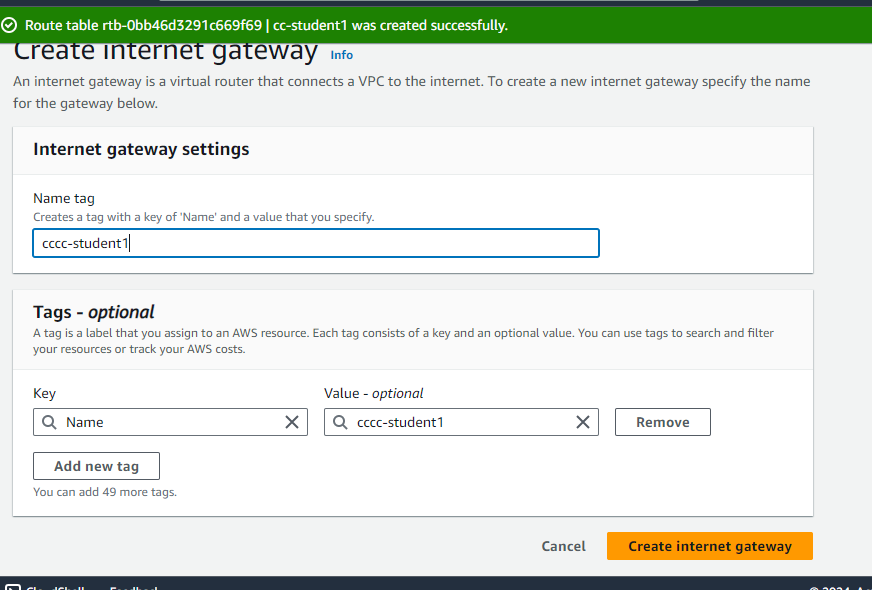 Route table rtb-0bb46d3291c669f69 | cc-student1 was created successfully.
Create internet gateway Info
An internet gateway is a virtual router that connects a VPC to the internet. To create a new internet gateway specify the name
for the gateway below.
Internet gateway settings
Name tag
Creates a tag with a key of 'Name' and a value that you specify.
cccc-student1
Tags - optional
A tag is a label that you assign to an AWS resource. Each tag consists of a key and an optional value. You can use tags to search and filter
your resources or track your AWS costs.
Key Value - optional
Name cccc-student1 Remove
Add new tag
You can add 49 more tags.
Cancel Create internet gateway
CloudShell Feedback © 2024,